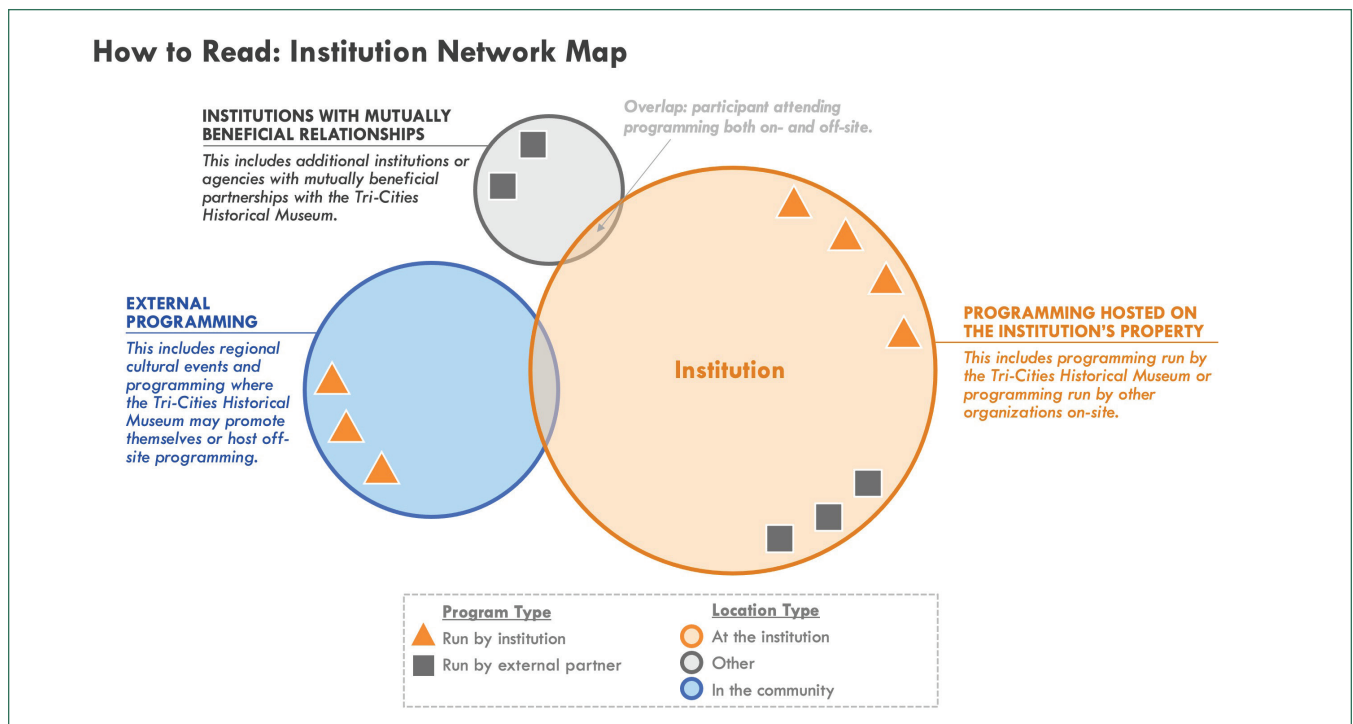 How to Read: Institution Network Map
INSTITUTIONS WITH MUTUALLY
BENEFICIAL RELATIONSHIPS
This includes additional institutions or
agencies with mutually beneficial
partnerships with the Tri-Cities
Historical Museum.
Overlap: participant attending
programming both on- and off-site.
EXTERNAL
PROGRAMMING
This includes regional
cultural events and
programming where
the Tri-Cities Historical
Museum may promote
themselves or host off-
site programming.
Institution
PROGRAMMING HOSTED ON
THE INSTITUTION’S PROPERTY
This includes programming run by
the Tri-Cities Historical Museum or
programming run by other
organizations on-site.
Program Type
Run by institution
Run by external partner
Location Type
At the institution
Other
In the community